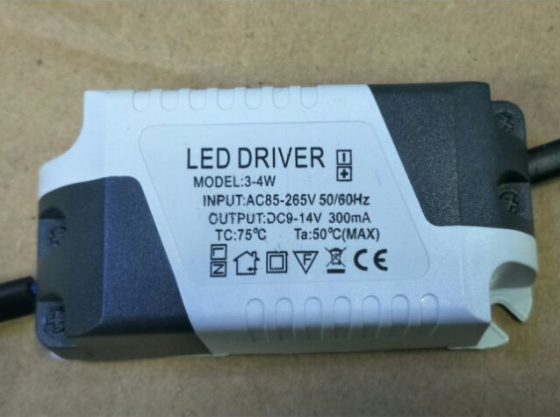 LED DRIVER - +
MODEL:3-4W
INPUT:AC85-265V 50/60Hz
OUTPUT:DC9-14V 300mA
TC:75℃ Ta:50℃(MAX)
L N F CE